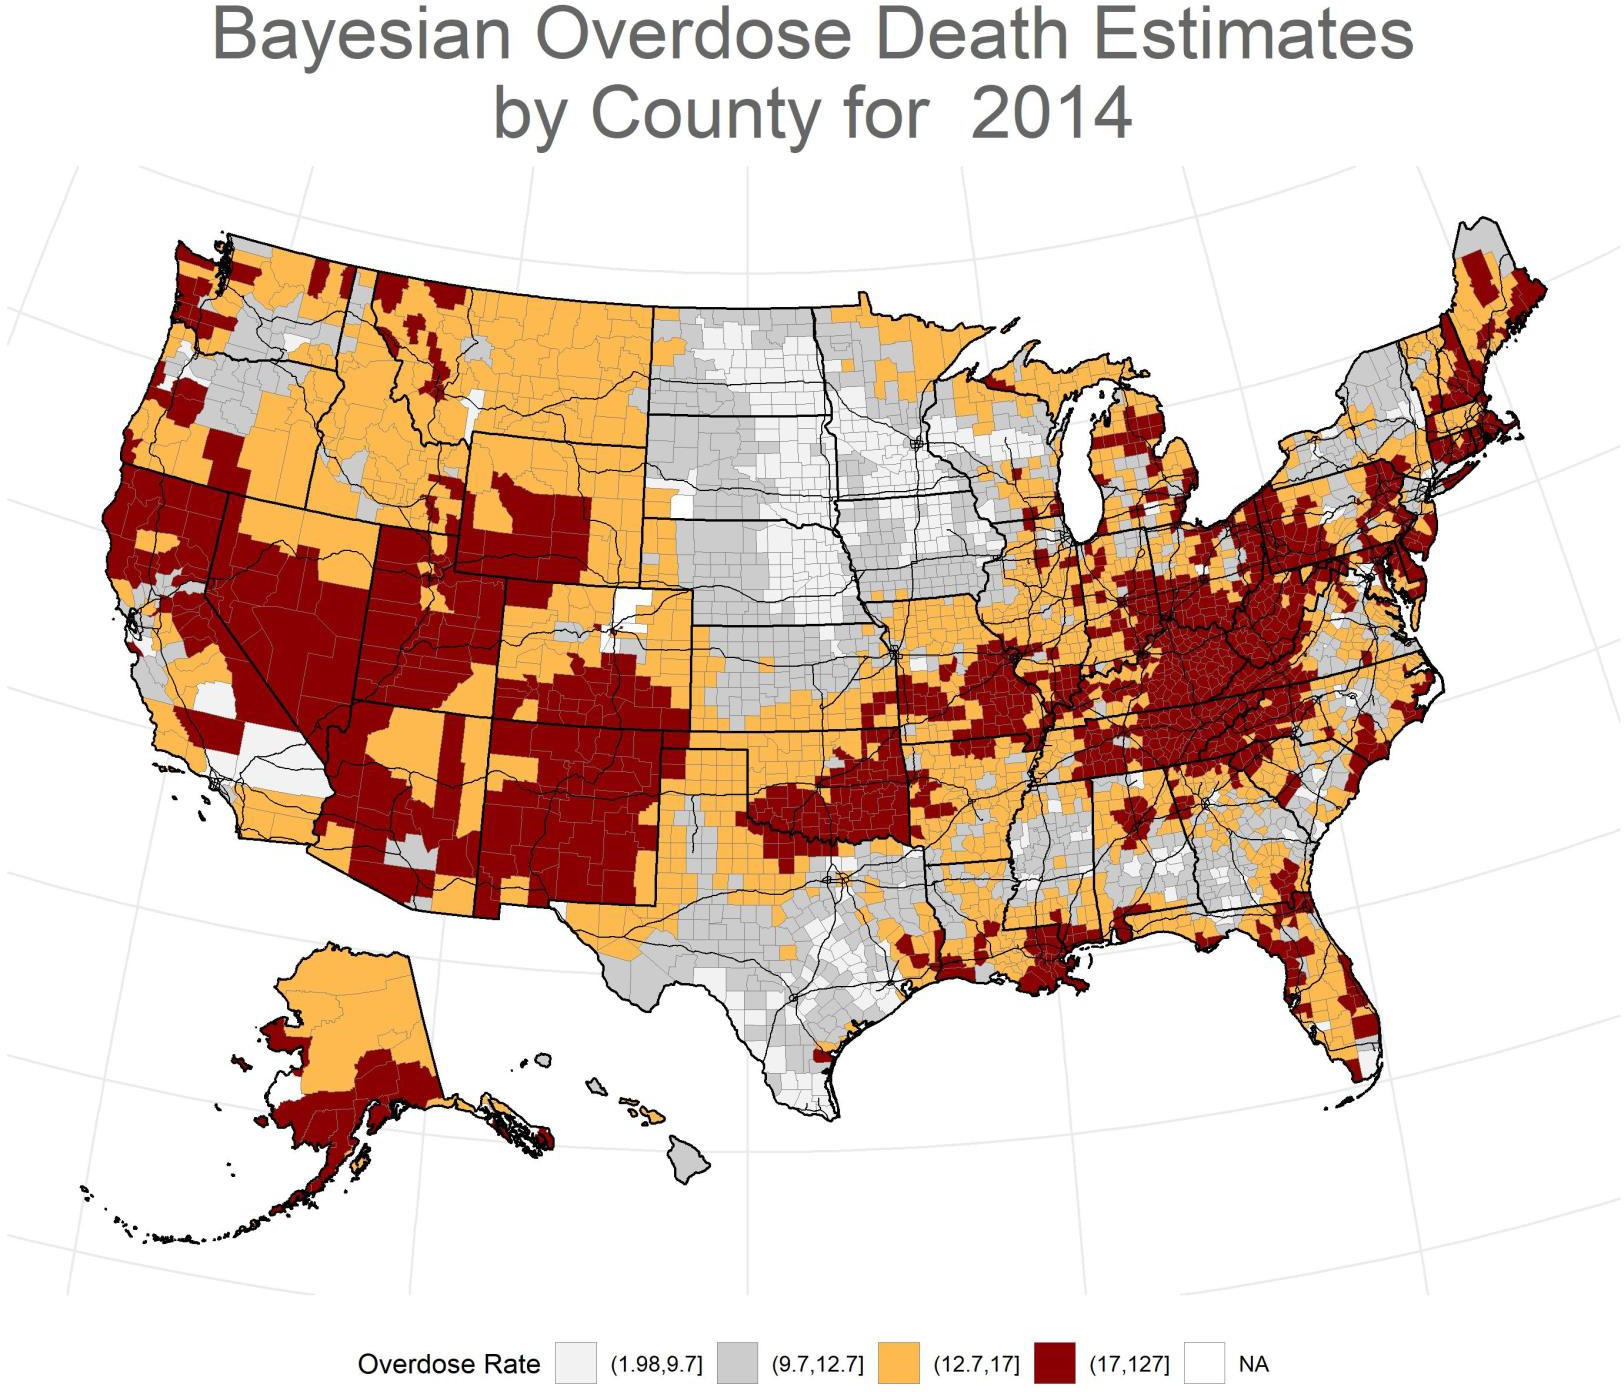 Bayesian Overdose Death Estimates
by County for 2014
Overdose Rate (1.98,9.7] (9.7,12.7] (12.7,17] (17,127] NA